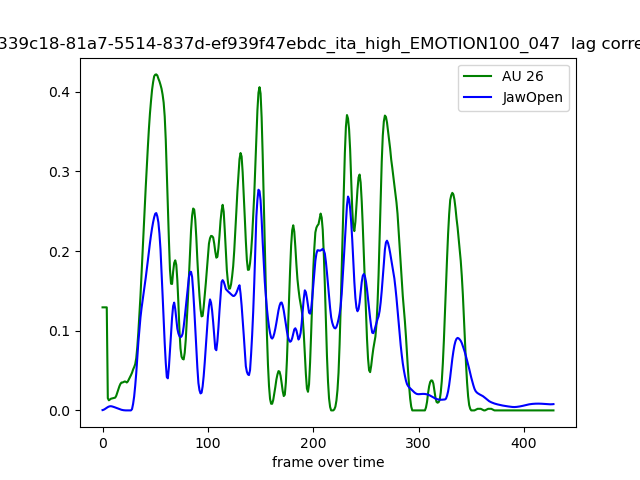 339c18-81a7-5514-837d-ef939f47ebdc_ita_high_EMOTION100_047 lag corre
AU 26
JawOpen
0.4
0.3
0.2
0.1
0.0
0 100 200 300 400
frame over time